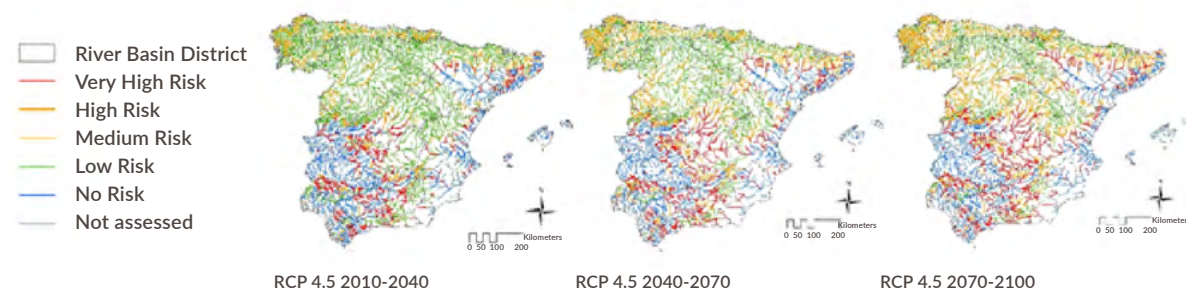 River Basin District
Very High Risk
High Risk
Medium Risk
Low Risk
No Risk
Not assessed
Kilometers
0 50 100 200
Kilometers
0 50 100 200
Kilometers
0 50 100 200
RCP 4.5 2010-2040
RCP 4.5 2040-2070
RCP 4.5 2070-2100